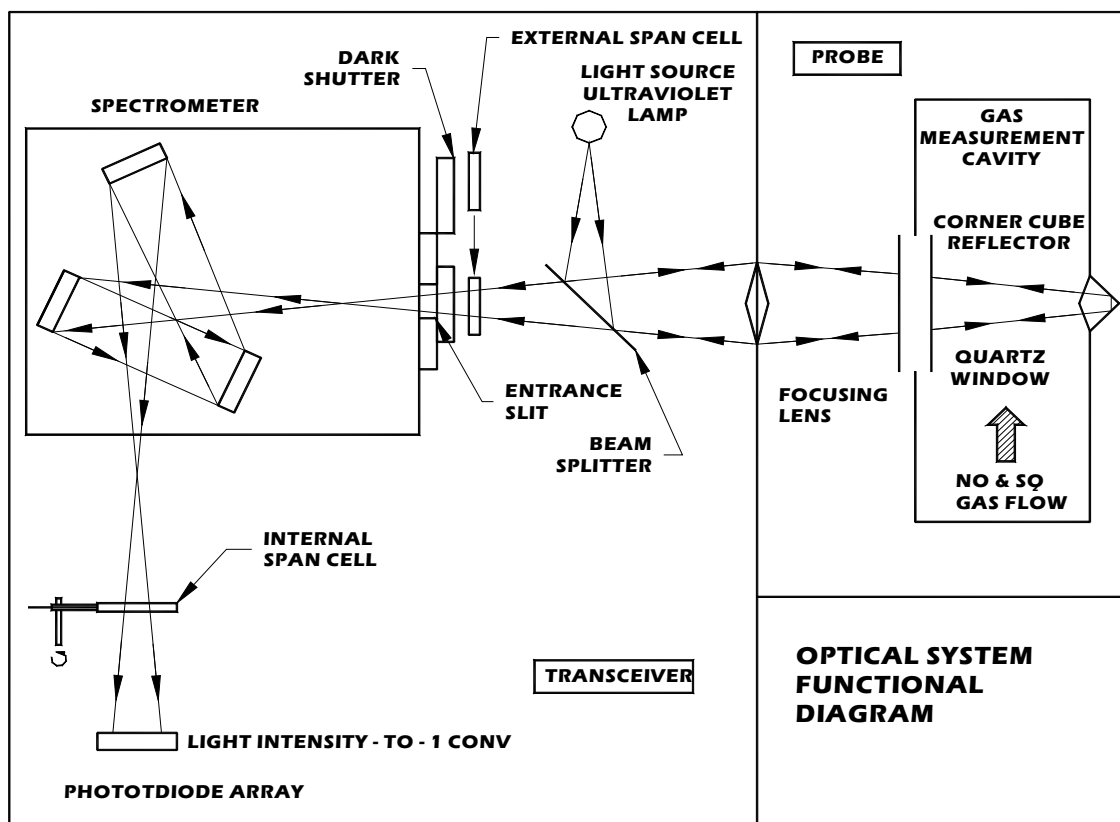 EXTERNAL SPAN CELL
DARK
SHUTTER
LIGHT SOURCE
ULTRAVIOLET
LAMP
SPECTROMETER
PROBE
GAS
MEASUREMENT
CAVITY
CORNER CUBE
REFLECTOR
QUARTZ
WINDOW
FOCUSING
LENS
ENTRANCE
SLIT
BEAM
SPLITTER
NO & SQ
GAS FLOW
INTERNAL
SPAN CELL
TRANSCEIVER
LIGHT INTENSITY - TO - 1 CONV
PHOTOTDIODE ARRAY
OPTICAL SYSTEM
FUNCTIONAL
DIAGRAM